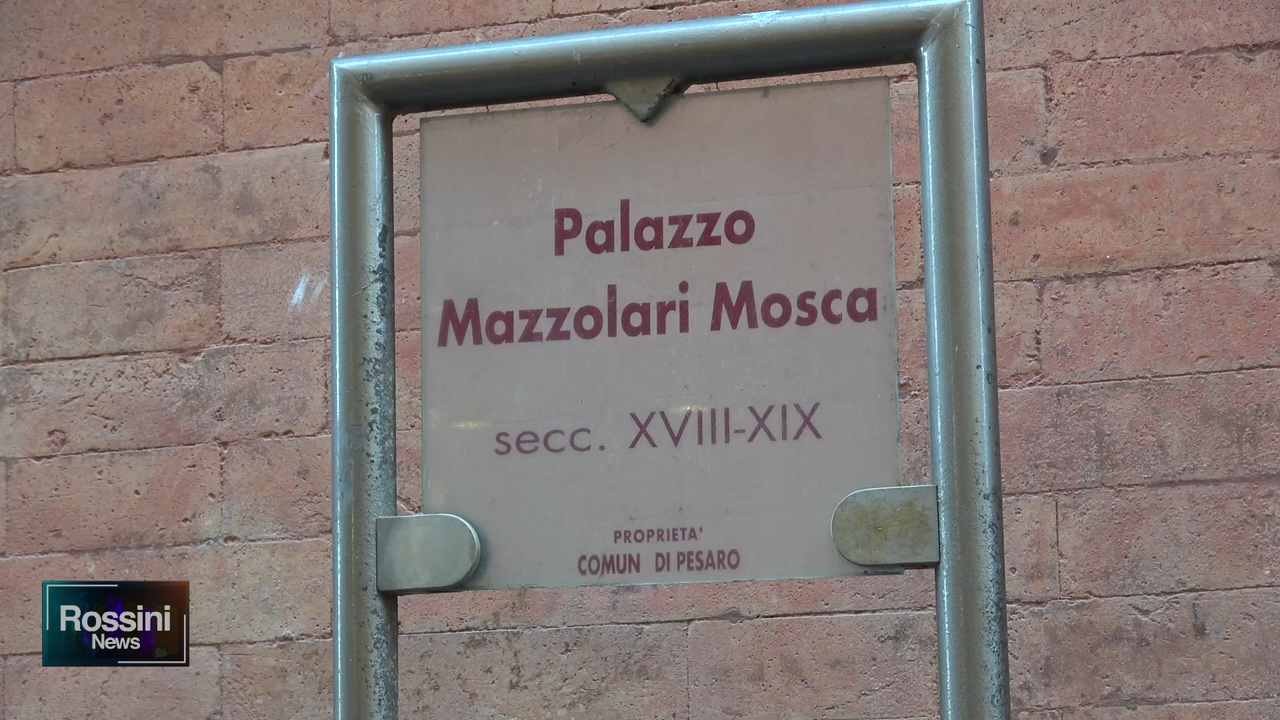 Palazzo
Mazzolari Mosca
secc. XVIII-XIX
PROPRIETA'
COMUN DI PESARO
Rossini
News